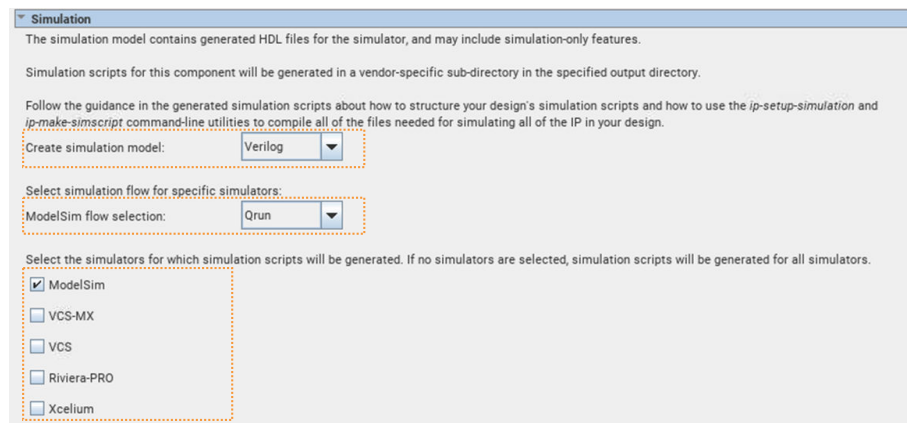 Simulation
The simulation model contains generated HDL files for the simulator, and may include simulation-only features.
Simulation scripts for this component will be generated in a vendor-specific sub-directory in the specified output directory.
Follow the guidance in the generated simulation scripts about how to structure your design's simulation scripts and how to use the ip-setup-simulation and
ip-make-simscript command-line utilities to compile all of the files needed for simulating all of the IP in your design.
Create simulation model: Verilog
Select simulation flow for specific simulators:
ModelSim flow selection: Qrun
Select the simulators for which simulation scripts will be generated. If no simulators are selected, simulation scripts will be generated for all simulators.
ModelSim
VCS-MX
VCS
Riviera-PRO
Xcelium